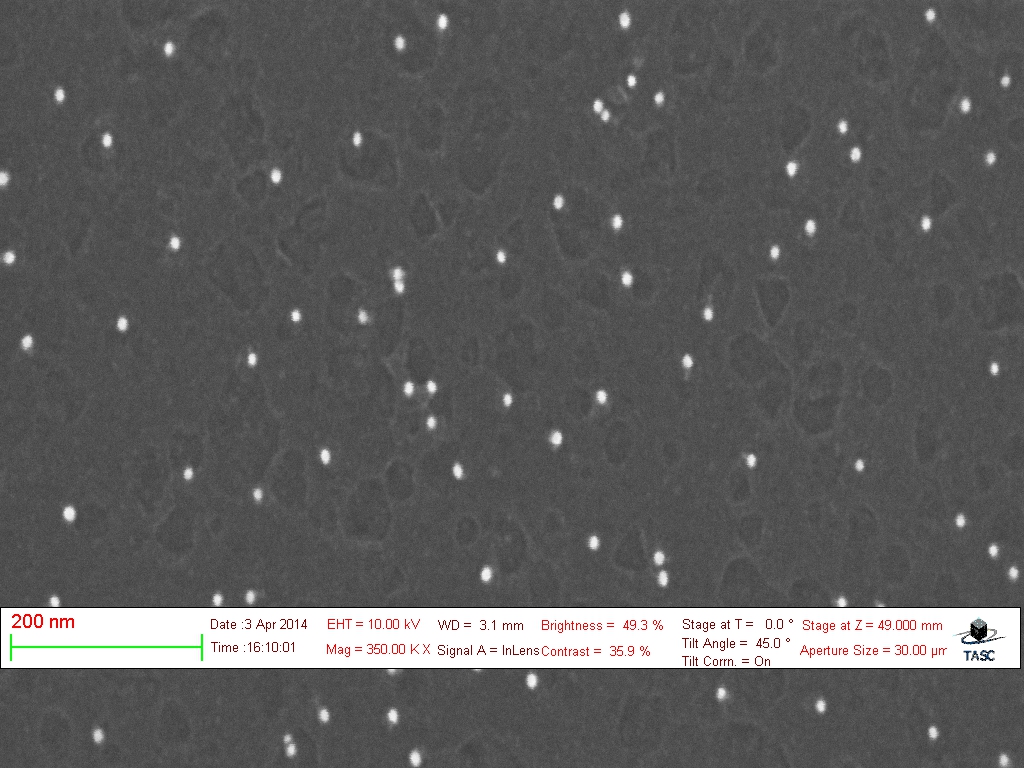 200 nm
Date :3 Apr 2014 EHT = 10.00 kV WD = 3.1 mm Brightness = 49.3 % Stage at T = 0.0 ° Stage at Z = 49.000 mm
Time :16:10:01 Mag = 350.00 K X Signal A = InLens Contrast = 35.9 % Tilt Angle = 45.0 ° Aperture Size = 30.00 µm
Tilt Corrn. = On
TASC